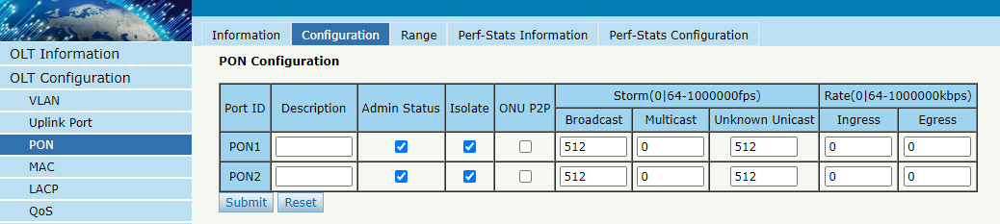 Information Configuration Range Perf-Stats Information Perf-Stats Configuration
OLT Information
OLT Configuration
VLAN
Uplink Port
PON
MAC
LACP
QoS
PON Configuration
Port ID Description Admin Status Isolate ONU P2P Storm(0|64-1000000fps) Rate(0|64-1000000kbps)
Broadcast Multicast Unknown Unicast Ingress Egress
PON1 512 0 512 0 0
PON2 512 0 512 0 0
Submit Reset